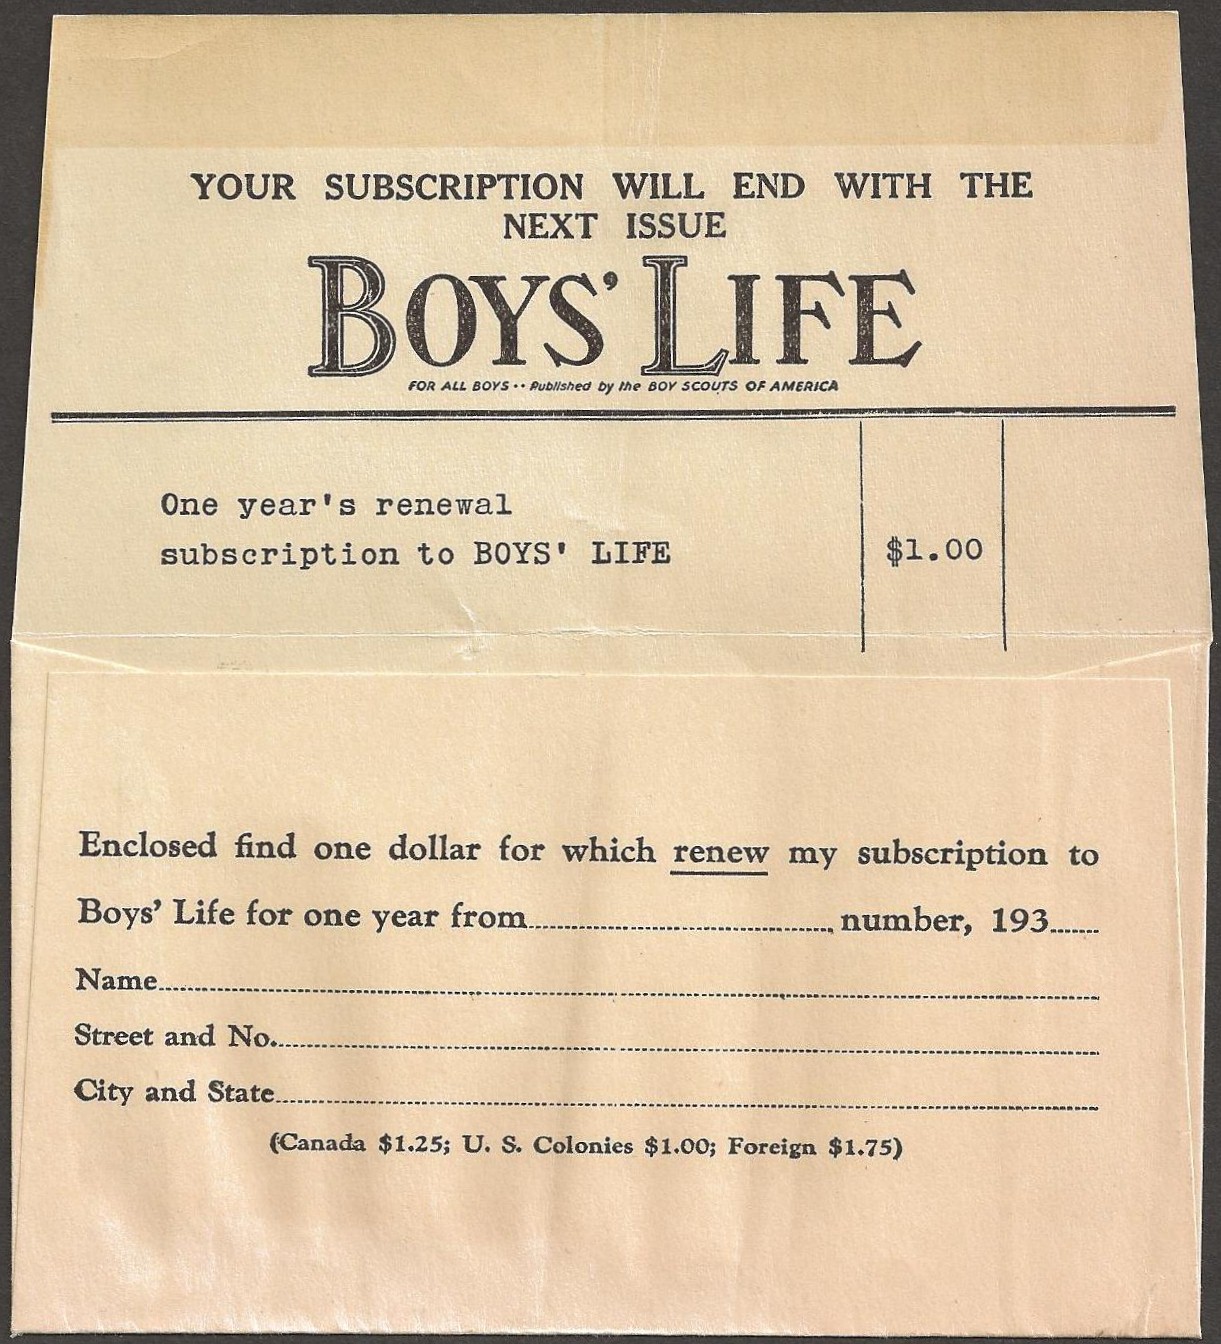 YOUR SUBSCRIPTION WILL END WITH THE
NEXT ISSUE
BOYS' LIFE
FOR ALL BOYS ·· Published by the BOY SCOUTS OF AMERICA
One year's renewal
subscription to BOYS' LIFE $1.00
Enclosed find one dollar for which renew my subscription to
Boys' Life for one year from.............................. number, 193......
Name..............................
Street and No...............................
City and State..............................
(Canada $1.25; U. S. Colonies $1.00; Foreign $1.75)